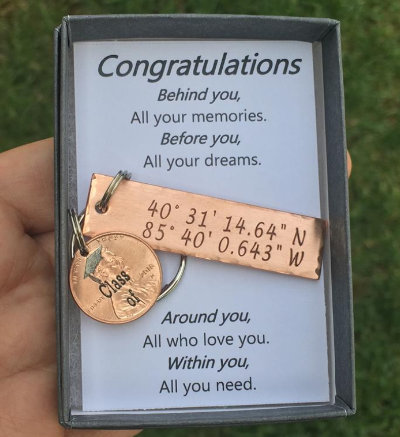 Congratulations
Behind you,
All your memories.
Before you,
All your dreams.
40° 31' 14.64" N
85° 40' 0.643" W
Class
of
Around you,
All who love you.
Within you,
All you need.